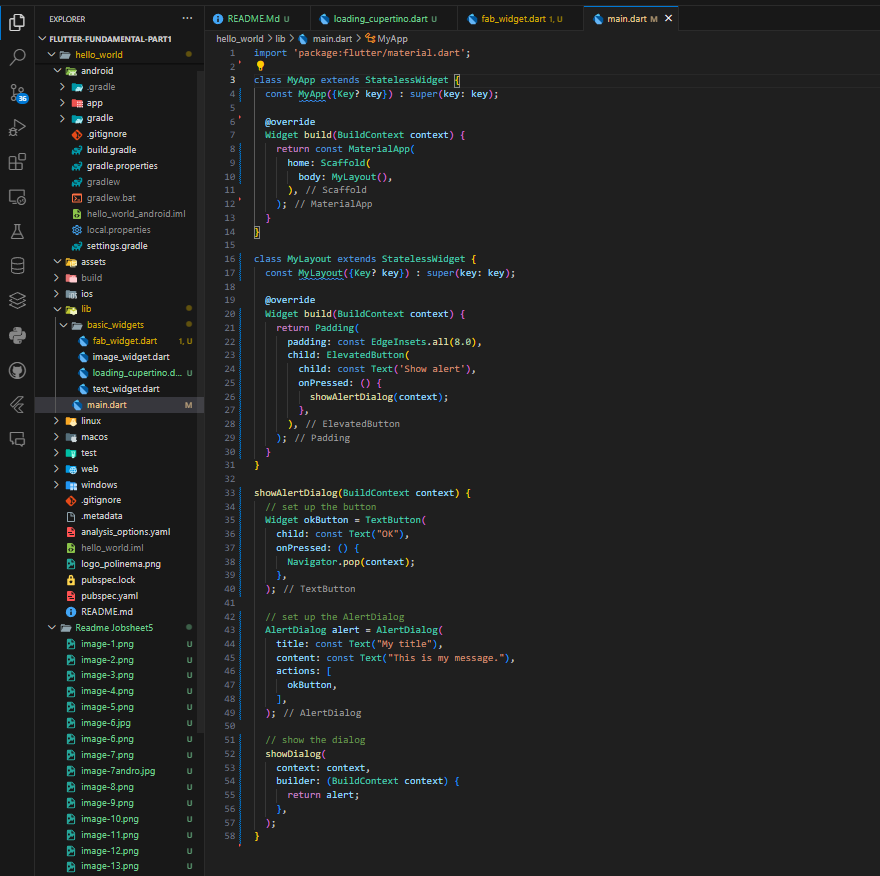 EXPLORER
FLUTTER-FUNDAMENTAL-PART1
hello_world
android
.gradle
app
gradle
.gitignore
build.gradle
gradle.properties
gradlew
gradlew.bat
hello_world_android.iml
local.properties
settings.gradle
assets
build
ios
lib
basic_widgets
fab_widget.dart 1, U
image_widget.dart
loading_cupertino.d... U
text_widget.dart
main.dart M
linux
macos
test
web
windows
.gitignore
.metadata
analysis_options.yaml
hello_world.iml
logo_polinema.png
pubspec.lock
pubspec.yaml
README.md
Readme Jobsheet5
image-1.png U
image-2.png U
image-3.png U
image-4.png U
image-5.png U
image-6.jpg U
image-6.png U
image-7.png U
image-7andro.jpg U
image-8.png U
image-9.png U
image-10.png U
image-11.png U
image-12.png U
image-13.png U
36
README.Md U loading_cupertino.dart U fab_widget.dart 1, U main.dart M
hello_world > lib > main.dart > MyApp
1 import 'package:flutter/material.dart';
2
3 class MyApp extends StatelessWidget {
4 const MyApp({Key? key}) : super(key: key);
5
6 @override
7 Widget build(BuildContext context) {
8 return const MaterialApp(
9 home: Scaffold(
10 body: MyLayout(),
11 ), // Scaffold
12 ); // MaterialApp
13 }
14 }
15
16 class MyLayout extends StatelessWidget {
17 const MyLayout({Key? key}) : super(key: key);
18
19 @override
20 Widget build(BuildContext context) {
21 return Padding(
22 padding: const EdgeInsets.all(8.0),
23 child: ElevatedButton(
24 child: const Text('Show alert'),
25 onPressed: () {
26 showAlertDialog(context);
27 },
28 ), // ElevatedButton
29 ); // Padding
30 }
31 }
32
33 showAlertDialog(BuildContext context) {
34 // set up the button
35 Widget okButton = TextButton(
36 child: const Text("OK"),
37 onPressed: () {
38 Navigator.pop(context);
39 },
40 ); // TextButton
41
42 // set up the AlertDialog
43 AlertDialog alert = AlertDialog(
44 title: const Text("My title"),
45 content: const Text("This is my message."),
46 actions: [
47 okButton,
48 ],
49 ); // AlertDialog
50
51 // show the dialog
52 showDialog(
53 context: context,
54 builder: (BuildContext context) {
55 return alert;
56 },
57 );
58 }